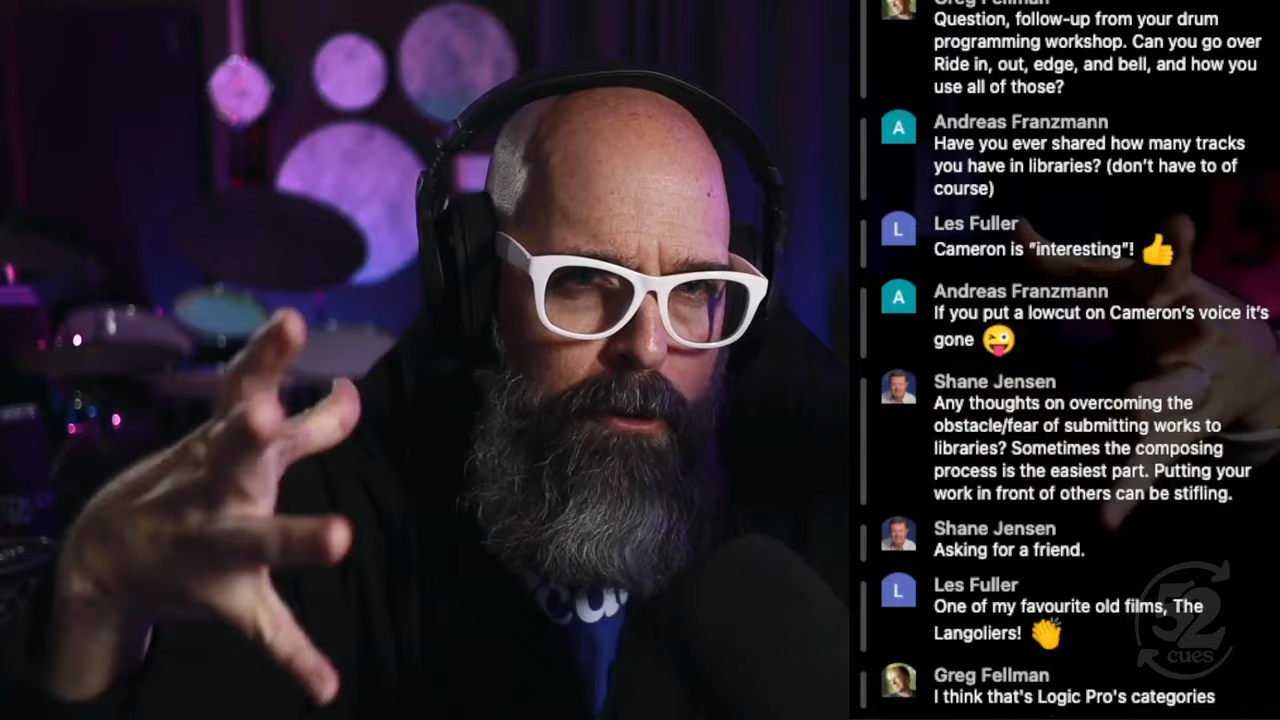 Greg Fellman
Question, follow-up from your drum
programming workshop. Can you go over
Ride in, out, edge, and bell, and how you
use all of those?
A
Andreas Franzmann
Have you ever shared how many tracks
you have in libraries? (don't have to of
course)
L
Les Fuller
Cameron is "interesting"! 👍
A
Andreas Franzmann
If you put a lowcut on Cameron's voice it's
gone 😜
Shane Jensen
Any thoughts on overcoming the
obstacle/fear of submitting works to
libraries? Sometimes the composing
process is the easiest part. Putting your
work in front of others can be stifling.
Shane Jensen
Asking for a friend.
L
Les Fuller
One of my favourite old films, The
Langoliers! 👏
52
cues
Greg Fellman
I think that's Logic Pro's categories